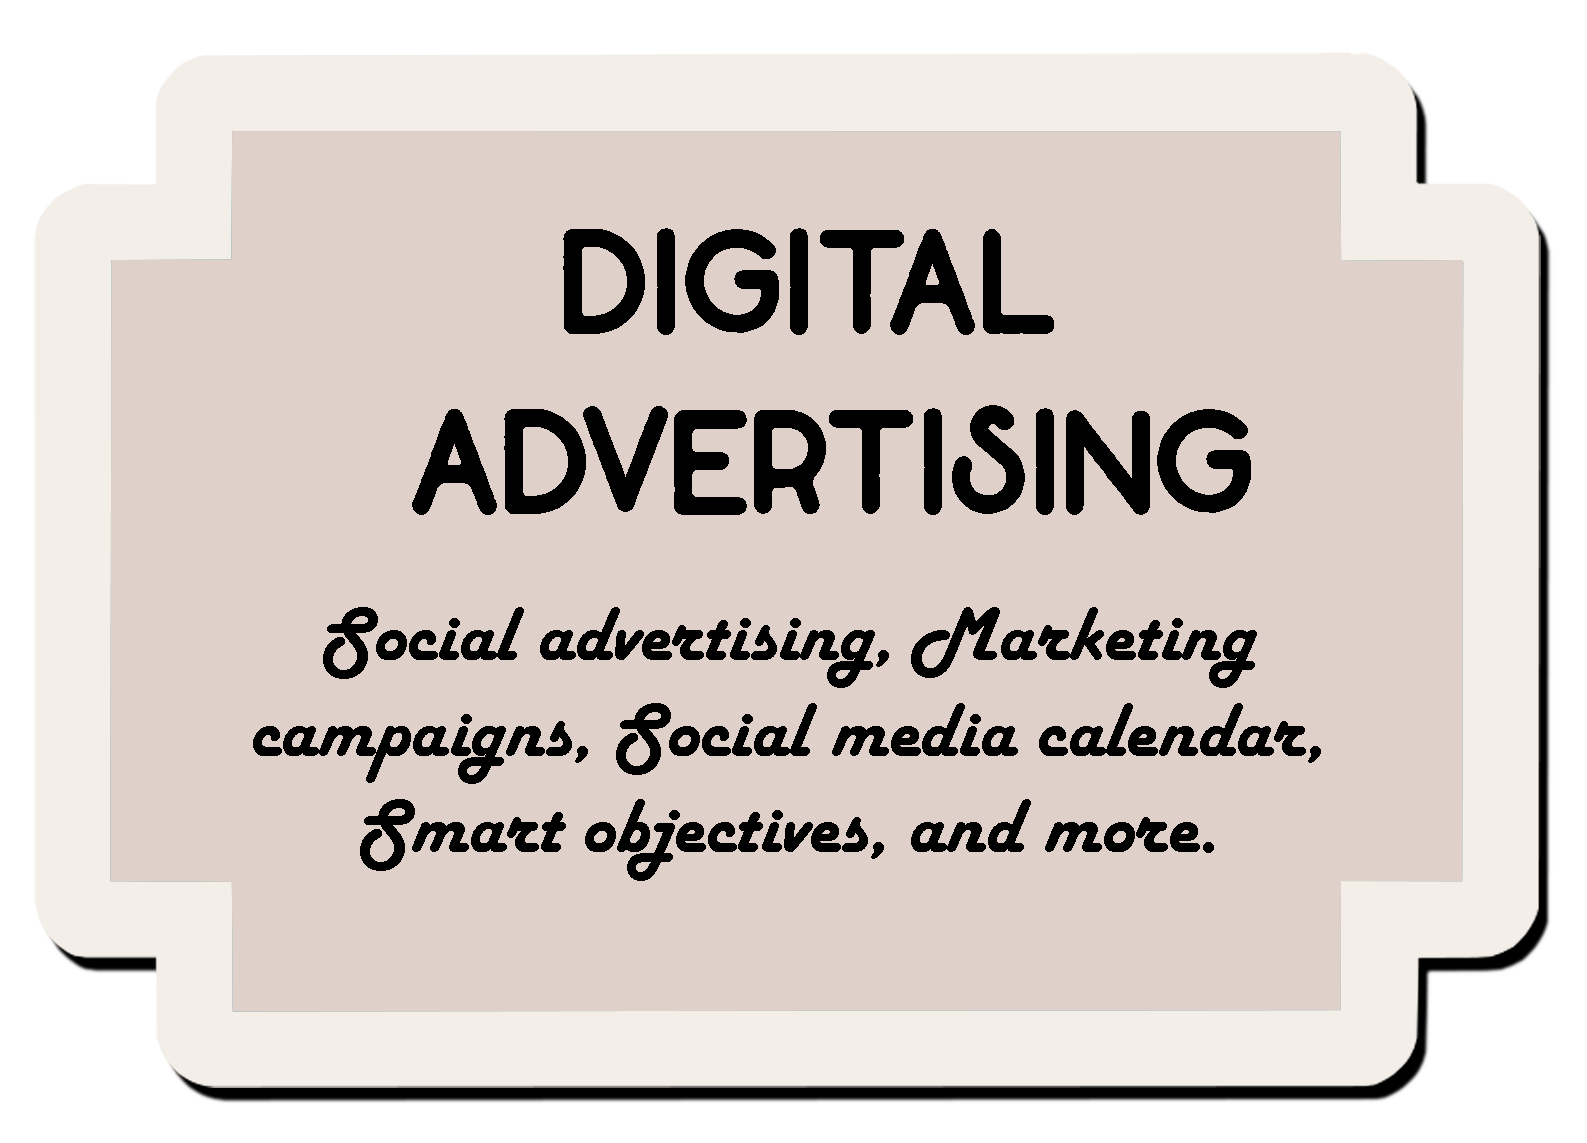 DIGITAL
ADVERTISING
Social advertising, Marketing
campaigns, Social media calendar,
Smart objectives, and more.